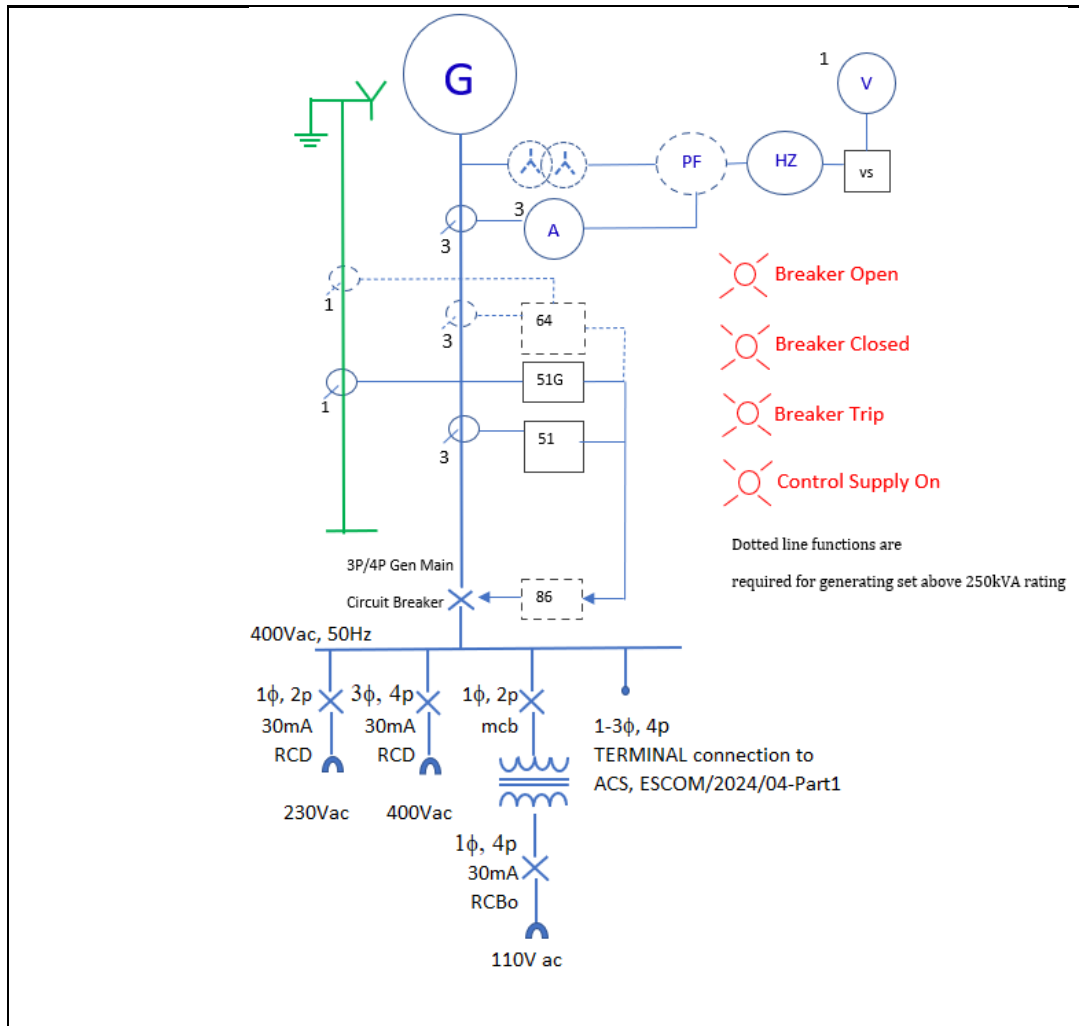 G
1
V
PF
HZ
vs
3
A
3
Breaker Open
1
64
3
Breaker Closed
51G
1
Breaker Trip
51
3
Control Supply On
Dotted line functions are
required for generating set above 250kVA rating
3P/4P Gen Main
Circuit Breaker
86
400Vac, 50Hz
1ϕ, 2p
30mA
RCD
230Vac
3ϕ, 4p
30mA
RCD
400Vac
1ϕ, 2p
mcb
1-3ϕ, 4p
TERMINAL connection to
ACS, ESCOM/2024/04-Part1
1ϕ, 4p
30mA
RCBo
110V ac